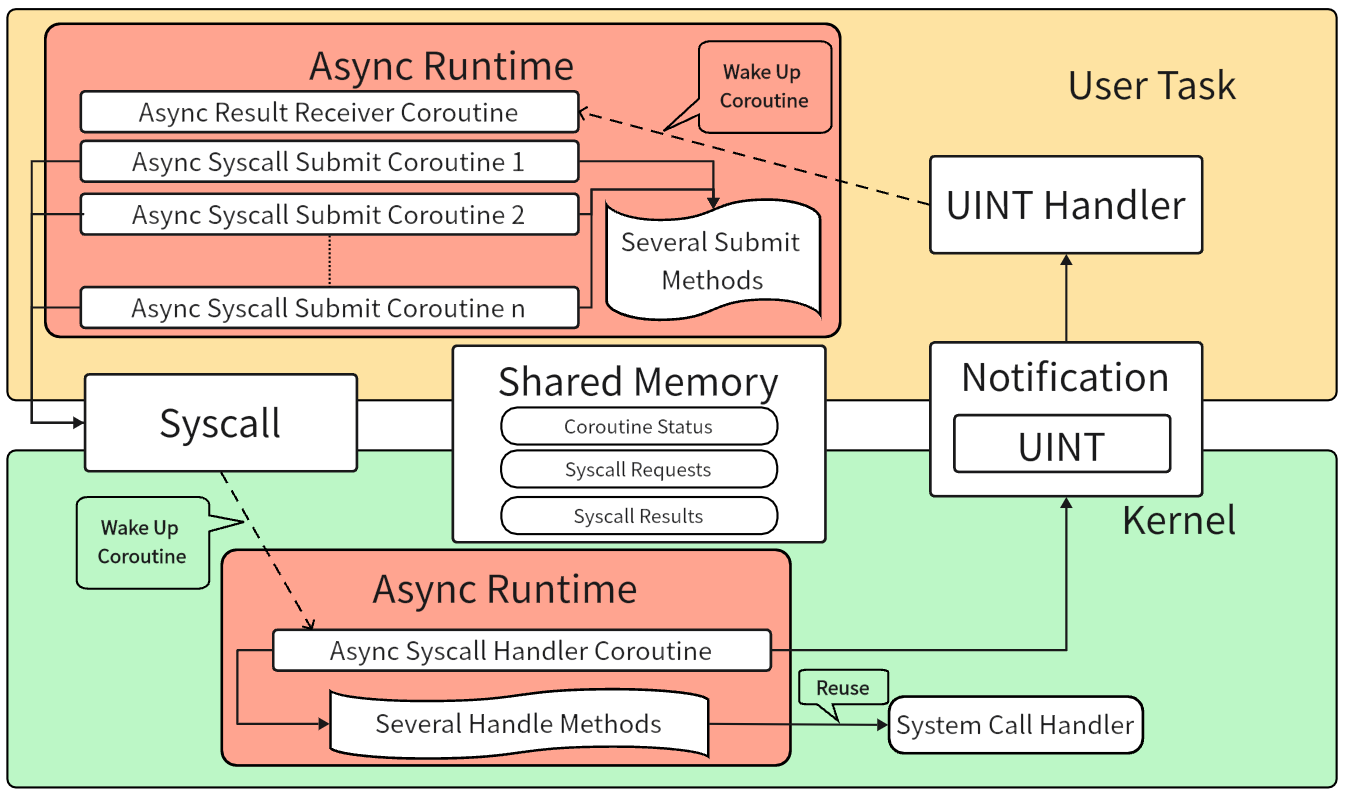 Async Runtime
Wake Up
Coroutine
User Task
Async Result Receiver Coroutine
Async Syscall Submit Coroutine 1
Async Syscall Submit Coroutine 2
Async Syscall Submit Coroutine n
Several Submit
Methods
UINT Handler
Syscall
Shared Memory
Coroutine Status
Syscall Requests
Syscall Results
Notification
UINT
Kernel
Wake Up
Coroutine
Async Runtime
Async Syscall Handler Coroutine
Several Handle Methods
Reuse
System Call Handler